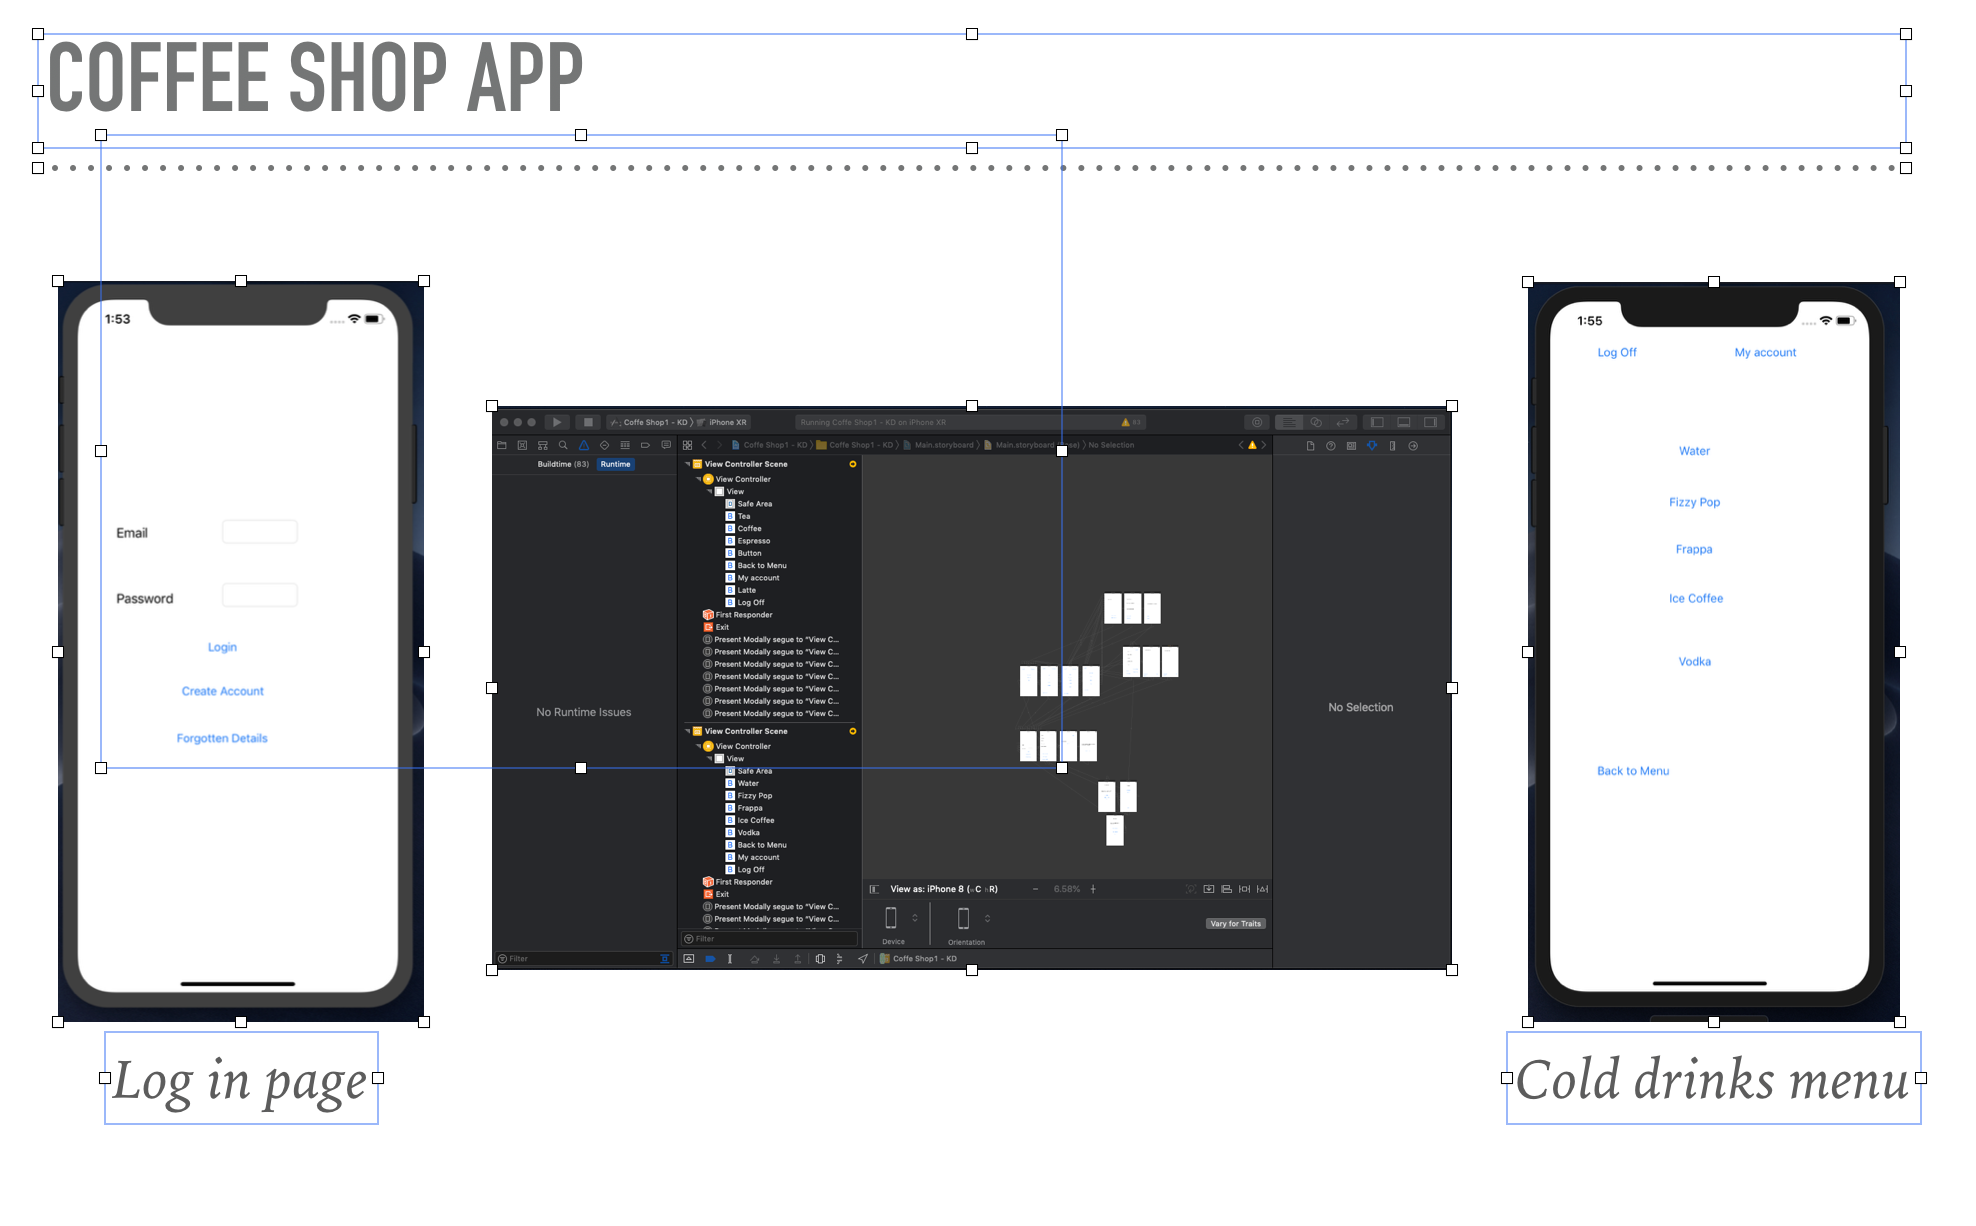 COFFEE SHOP APP
1:53
Email
Password
Login
Create Account
Forgotten Details
Log in page
Coffe Shop1 - KD 〉 iPhone XR
Running Coffe Shop1 - KD on iPhone XR
83
Coffe Shop1 - KD 〉 Coffe Shop1 - KD 〉 Main.storyboard 〉 Main.storyboard 〉 No Selection
Buildtime (83) Runtime
No Runtime Issues
Filter
View Controller Scene
View Controller
View
Safe Area
Tea
Coffee
Espresso
Button
Back to Menu
My account
Latte
Log Off
First Responder
Exit
Present Modally segue to “View C...
Present Modally segue to “View C...
Present Modally segue to “View C...
Present Modally segue to “View C...
Present Modally segue to “View C...
Present Modally segue to “View C...
Present Modally segue to “View C...
View Controller Scene
View Controller
View
Safe Area
Water
Fizzy Pop
Frappa
Ice Coffee
Vodka
Back to Menu
My account
Log Off
First Responder
Exit
Present Modally segue to “View C...
Present Modally segue to “View C...
Filter
View as: iPhone 8 (wC hR)
− 6.58% +
Device
Orientation
Vary for Traits
Coffe Shop1 - KD
No Selection
1:55
Log Off My account
Water
Fizzy Pop
Frappa
Ice Coffee
Vodka
Back to Menu
Cold drinks menu